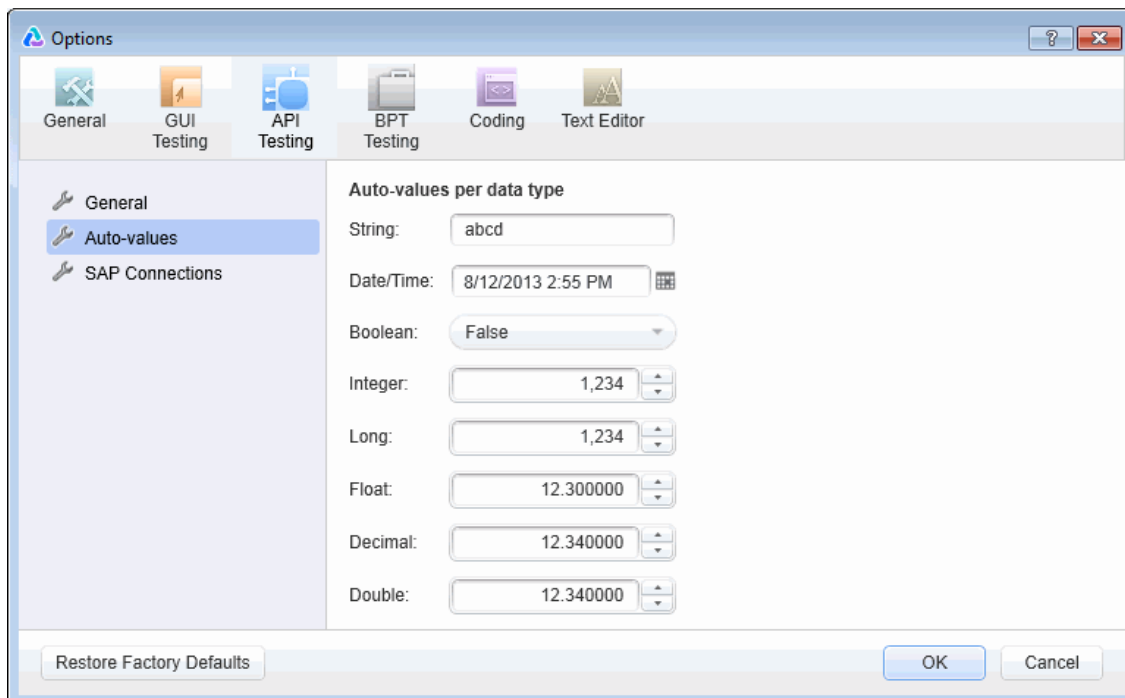 Options
?
General
GUI
Testing
API
Testing
BPT
Testing
Coding
Text Editor
General
Auto-values
SAP Connections
Auto-values per data type
String: abcd
Date/Time: 8/12/2013 2:55 PM
Boolean: False
Integer: 1,234
Long: 1,234
Float: 12.300000
Decimal: 12.340000
Double: 12.340000
Restore Factory Defaults
OK
Cancel